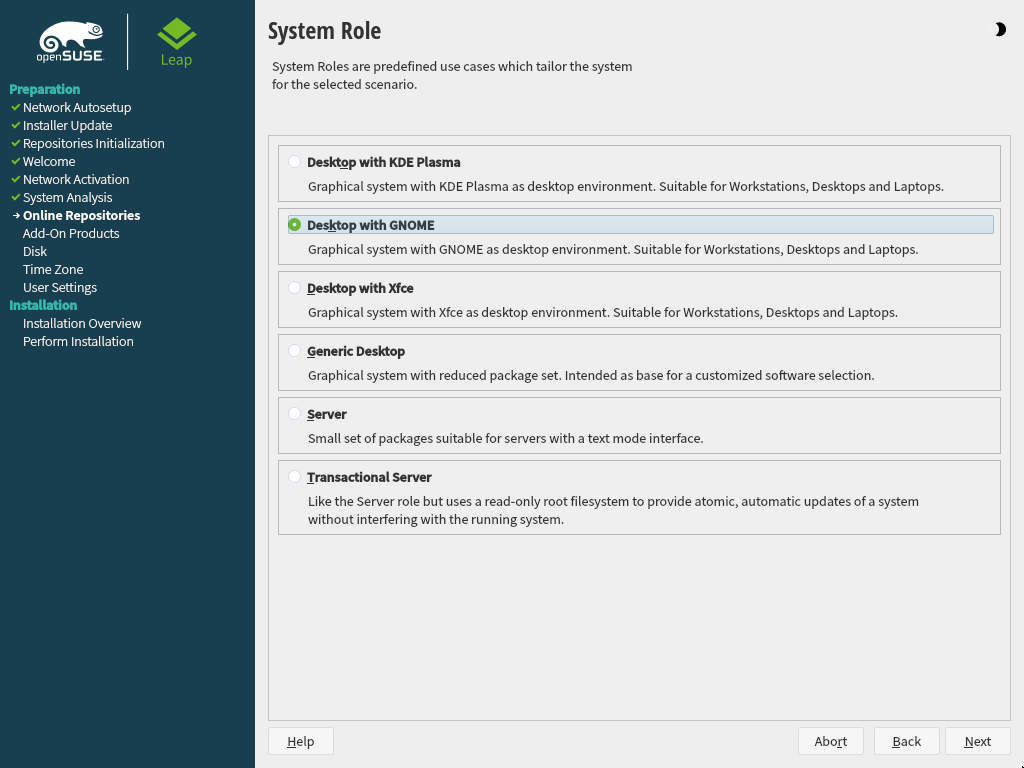 openSUSE
Leap
Preparation
Network Autosetup
Installer Update
Repositories Initialization
Welcome
Network Activation
System Analysis
Online Repositories
Add-On Products
Disk
Time Zone
User Settings
Installation
Installation Overview
Perform Installation
System Role
System Roles are predefined use cases which tailor the system
for the selected scenario.
Desktop with KDE Plasma
Graphical system with KDE Plasma as desktop environment. Suitable for Workstations, Desktops and Laptops.
Desktop with GNOME
Graphical system with GNOME as desktop environment. Suitable for Workstations, Desktops and Laptops.
Desktop with Xfce
Graphical system with Xfce as desktop environment. Suitable for Workstations, Desktops and Laptops.
Generic Desktop
Graphical system with reduced package set. Intended as base for a customized software selection.
Server
Small set of packages suitable for servers with a text mode interface.
Transactional Server
Like the Server role but uses a read-only root filesystem to provide atomic, automatic updates of a system
without interfering with the running system.
Help
Abort
Back
Next